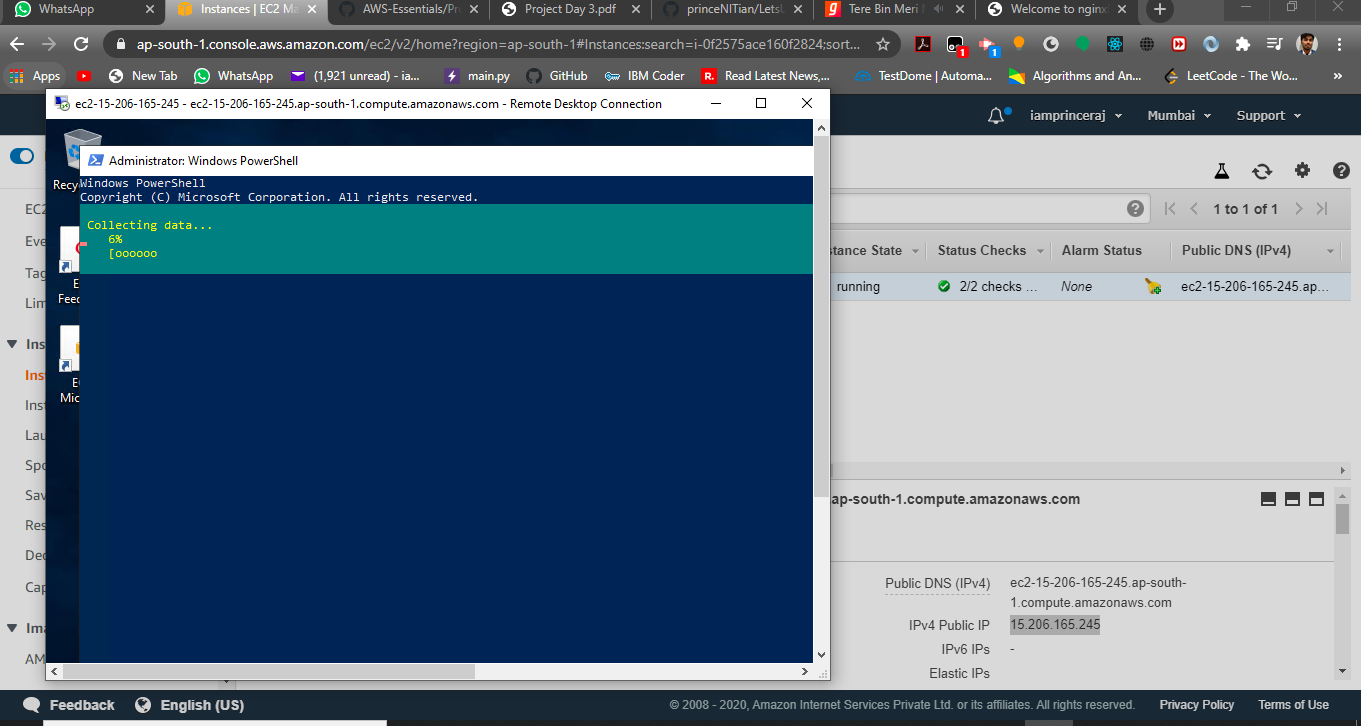 WhatsApp
Instances | EC2 Ma
AWS-Essentials/Pr
Project Day 3.pdf
princeNITian/LetsU
Tere Bin Meri
Welcome to nginx
ap-south-1.console.aws.amazon.com/ec2/v2/home?region=ap-south-1#Instances:search=i-0f2575ace160f2824;sort...
1
1
Apps
New Tab
WhatsApp
(1,921 unread) - ia...
main.py
GitHub
IBM Coder
R.
Read Latest News,...
TestDome | Automa...
Algorithms and An...
LeetCode - The Wo...
»
ec2-15-206-165-245 - ec2-15-206-165-245.ap-south-1.compute.amazonaws.com - Remote Desktop Connection
iamprinceraj
Mumbai
Support
Administrator: Windows PowerShell
Recy
Windows PowerShell
Copyright (C) Microsoft Corporation. All rights reserved.
Collecting data...
6%
[oooooo
E
Feed
E
Mic
EC2
Eve
Tag
Lim
Ins
Ins
Inst
Lau
Spo
Sav
Res
Dec
Cap
Ima
AM
1 to 1 of 1
stance State
Status Checks
Alarm Status
Public DNS (IPv4)
running
2/2 checks ...
None
ec2-15-206-165-245.ap...
ap-south-1.compute.amazonaws.com
Public DNS (IPv4)
ec2-15-206-165-245.ap-south-
1.compute.amazonaws.com
IPv4 Public IP
15.206.165.245
IPv6 IPs
-
Elastic IPs
Feedback
English (US)
© 2008 - 2020, Amazon Internet Services Private Ltd. or its affiliates. All rights reserved.
Privacy Policy
Terms of Use